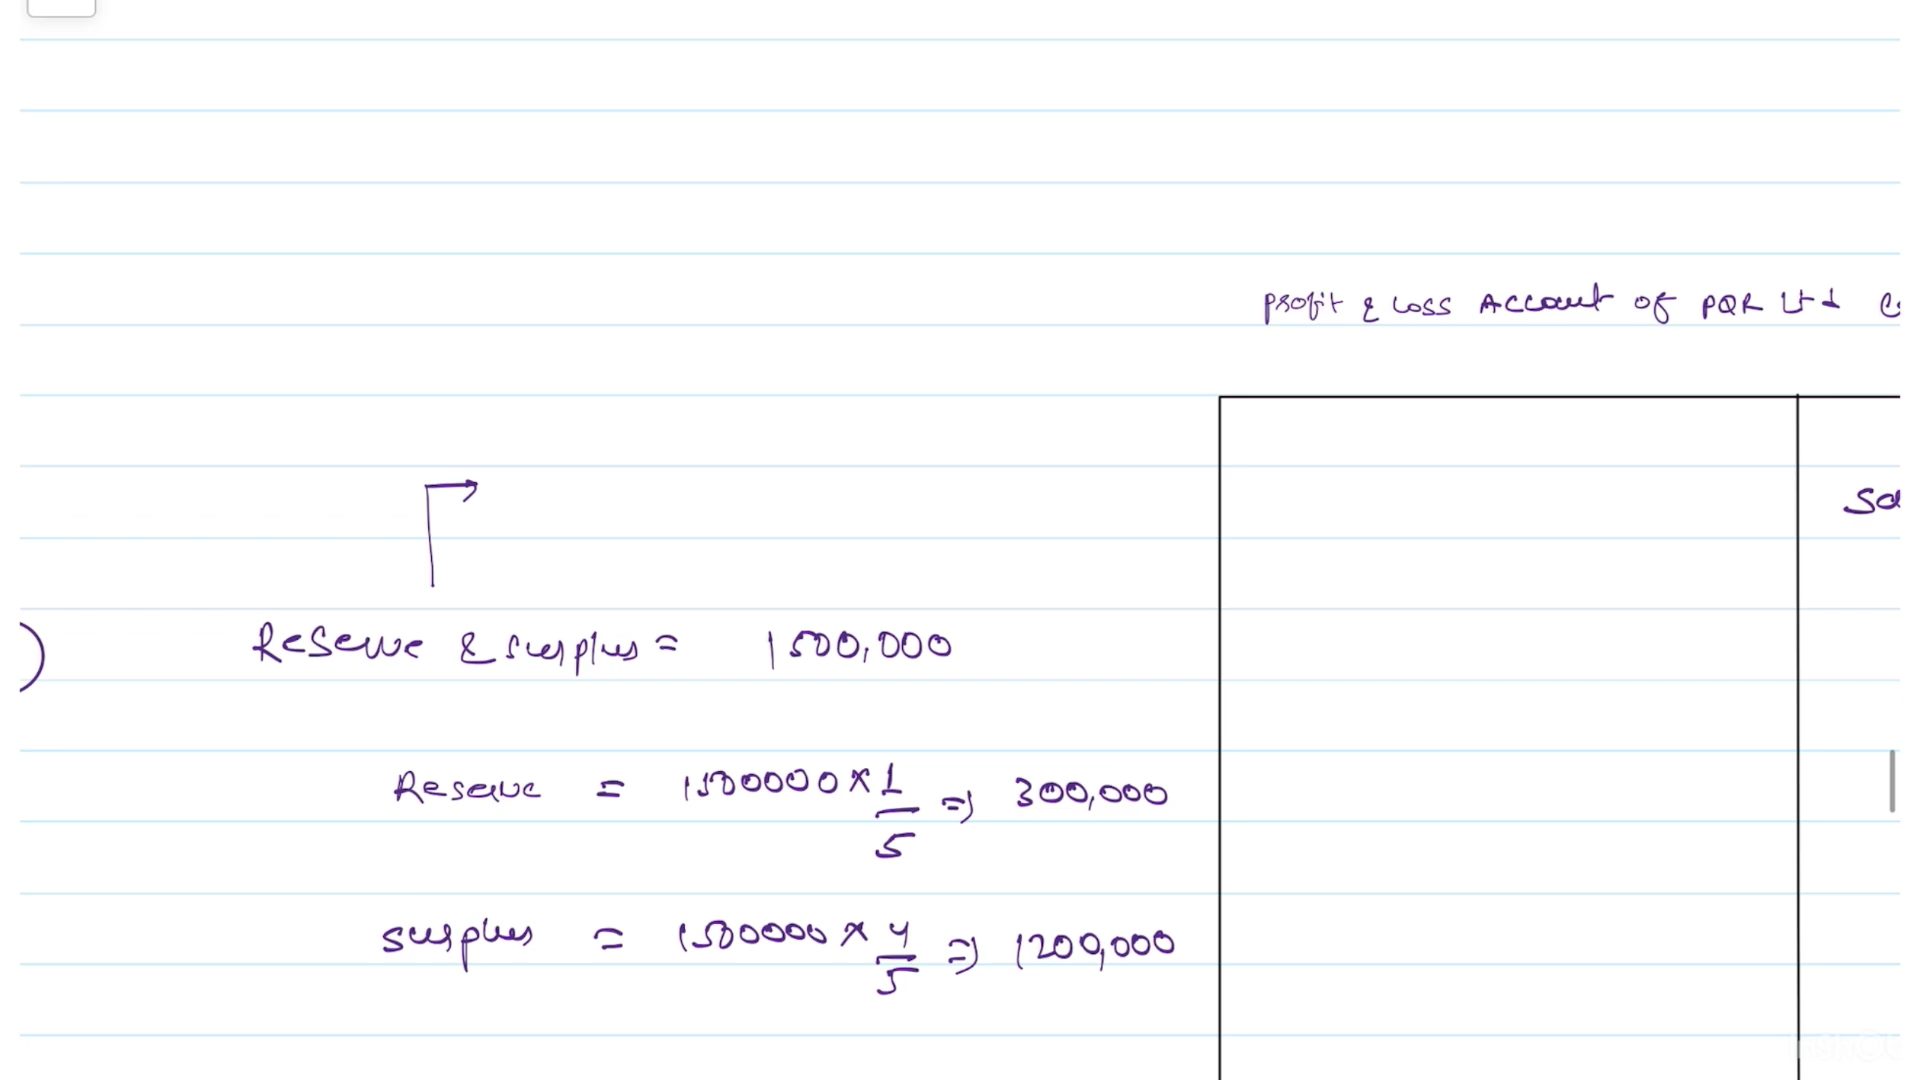 Profit & Loss Account of PQR Ltd
Reserve & surplus = 1500,000
Reserve = 1500000 × 1/5 => 300,000
surplus = 1500000 × 4/5 => 1200,000